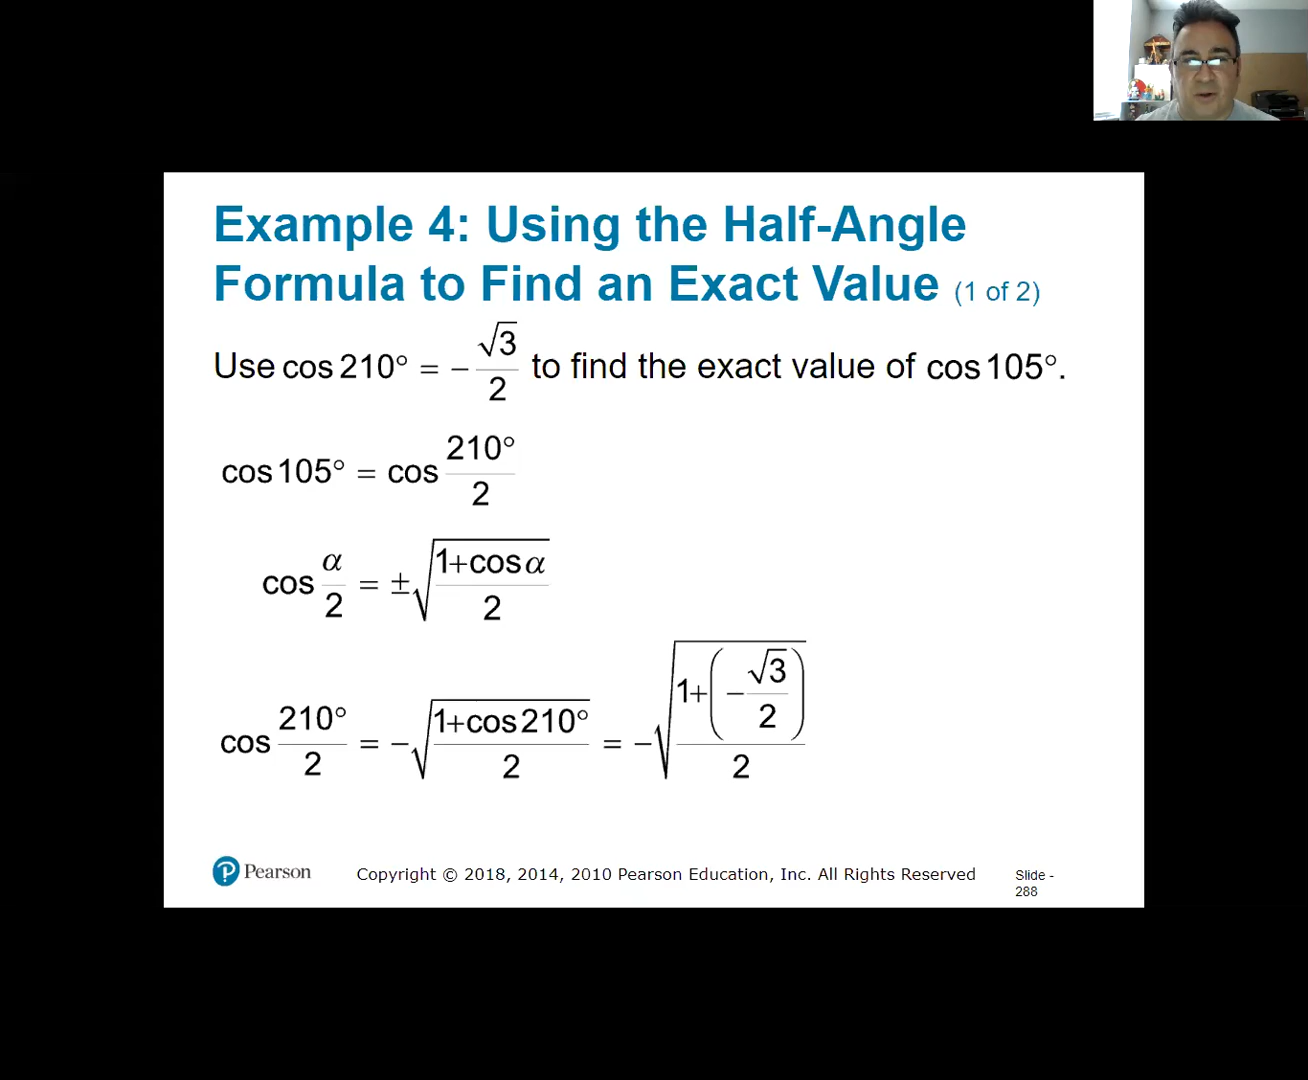 Example 4: Using the Half-Angle
Formula to Find an Exact Value (1 of 2)
Use cos 210° = −√3/2 to find the exact value of cos 105°.
cos 105° = cos 210°/2
cos α/2 = ±√((1+cos α)/2)
cos 210°/2 = −√((1+cos 210°)/2) = −√((1+(−√3/2))/2)
Pearson Copyright © 2018, 2014, 2010 Pearson Education, Inc. All Rights Reserved Slide -
288